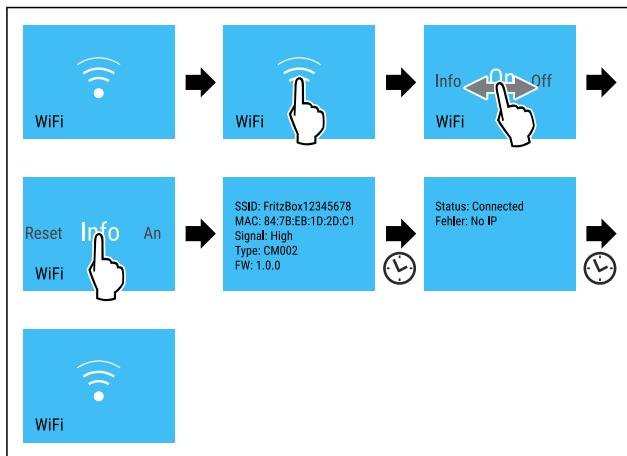 WiFi
WiFi
Info On Off
WiFi
Reset Info An
WiFi
SSID: FritzBox12345678
MAC: 84:7B:EB:1D:2D:C1
Signal: High
Type: CM002
FW: 1.0.0
Status: Connected
Fehler: No IP
WiFi